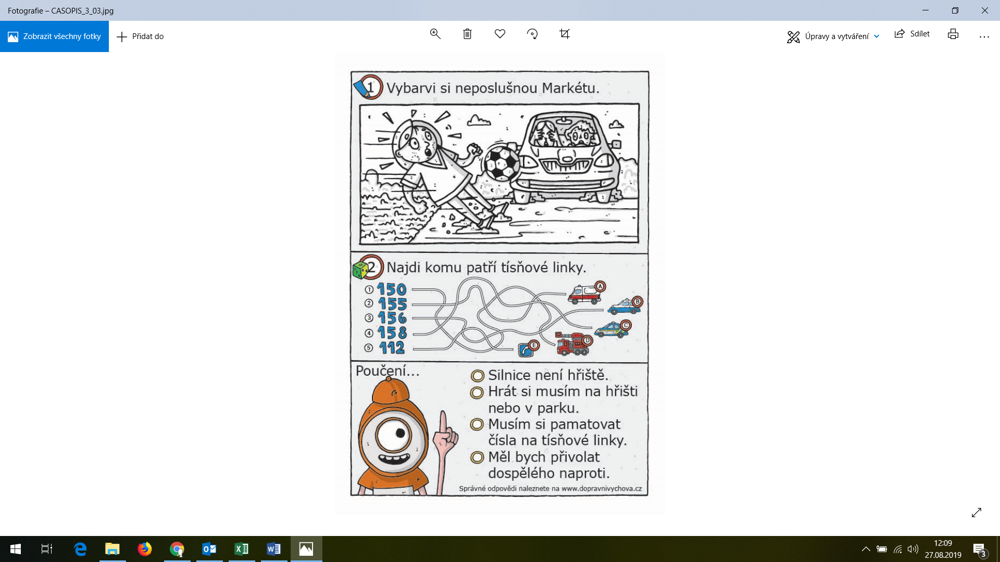 Fotografie – CASOPIS_3_03.jpg
Zobrazit všechny fotky
Přidat do
Úpravy a vytváření
Sdílet
1 Vybarvi si neposlušnou Markétu.
2 Najdi komu patří tísňové linky.
1 150
2 155
3 156
4 158
5 112
A
B
C
D
E
Poučení...
Silnice není hřiště.
Hrát si musím na hřišti
nebo v parku.
Musím si pamatovat
čísla na tísňové linky.
Měl bych přivolat
dospělého naproti.
Správné odpovědi naleznete na www.dopravnivychova.cz
12:09
27.08.2019
3